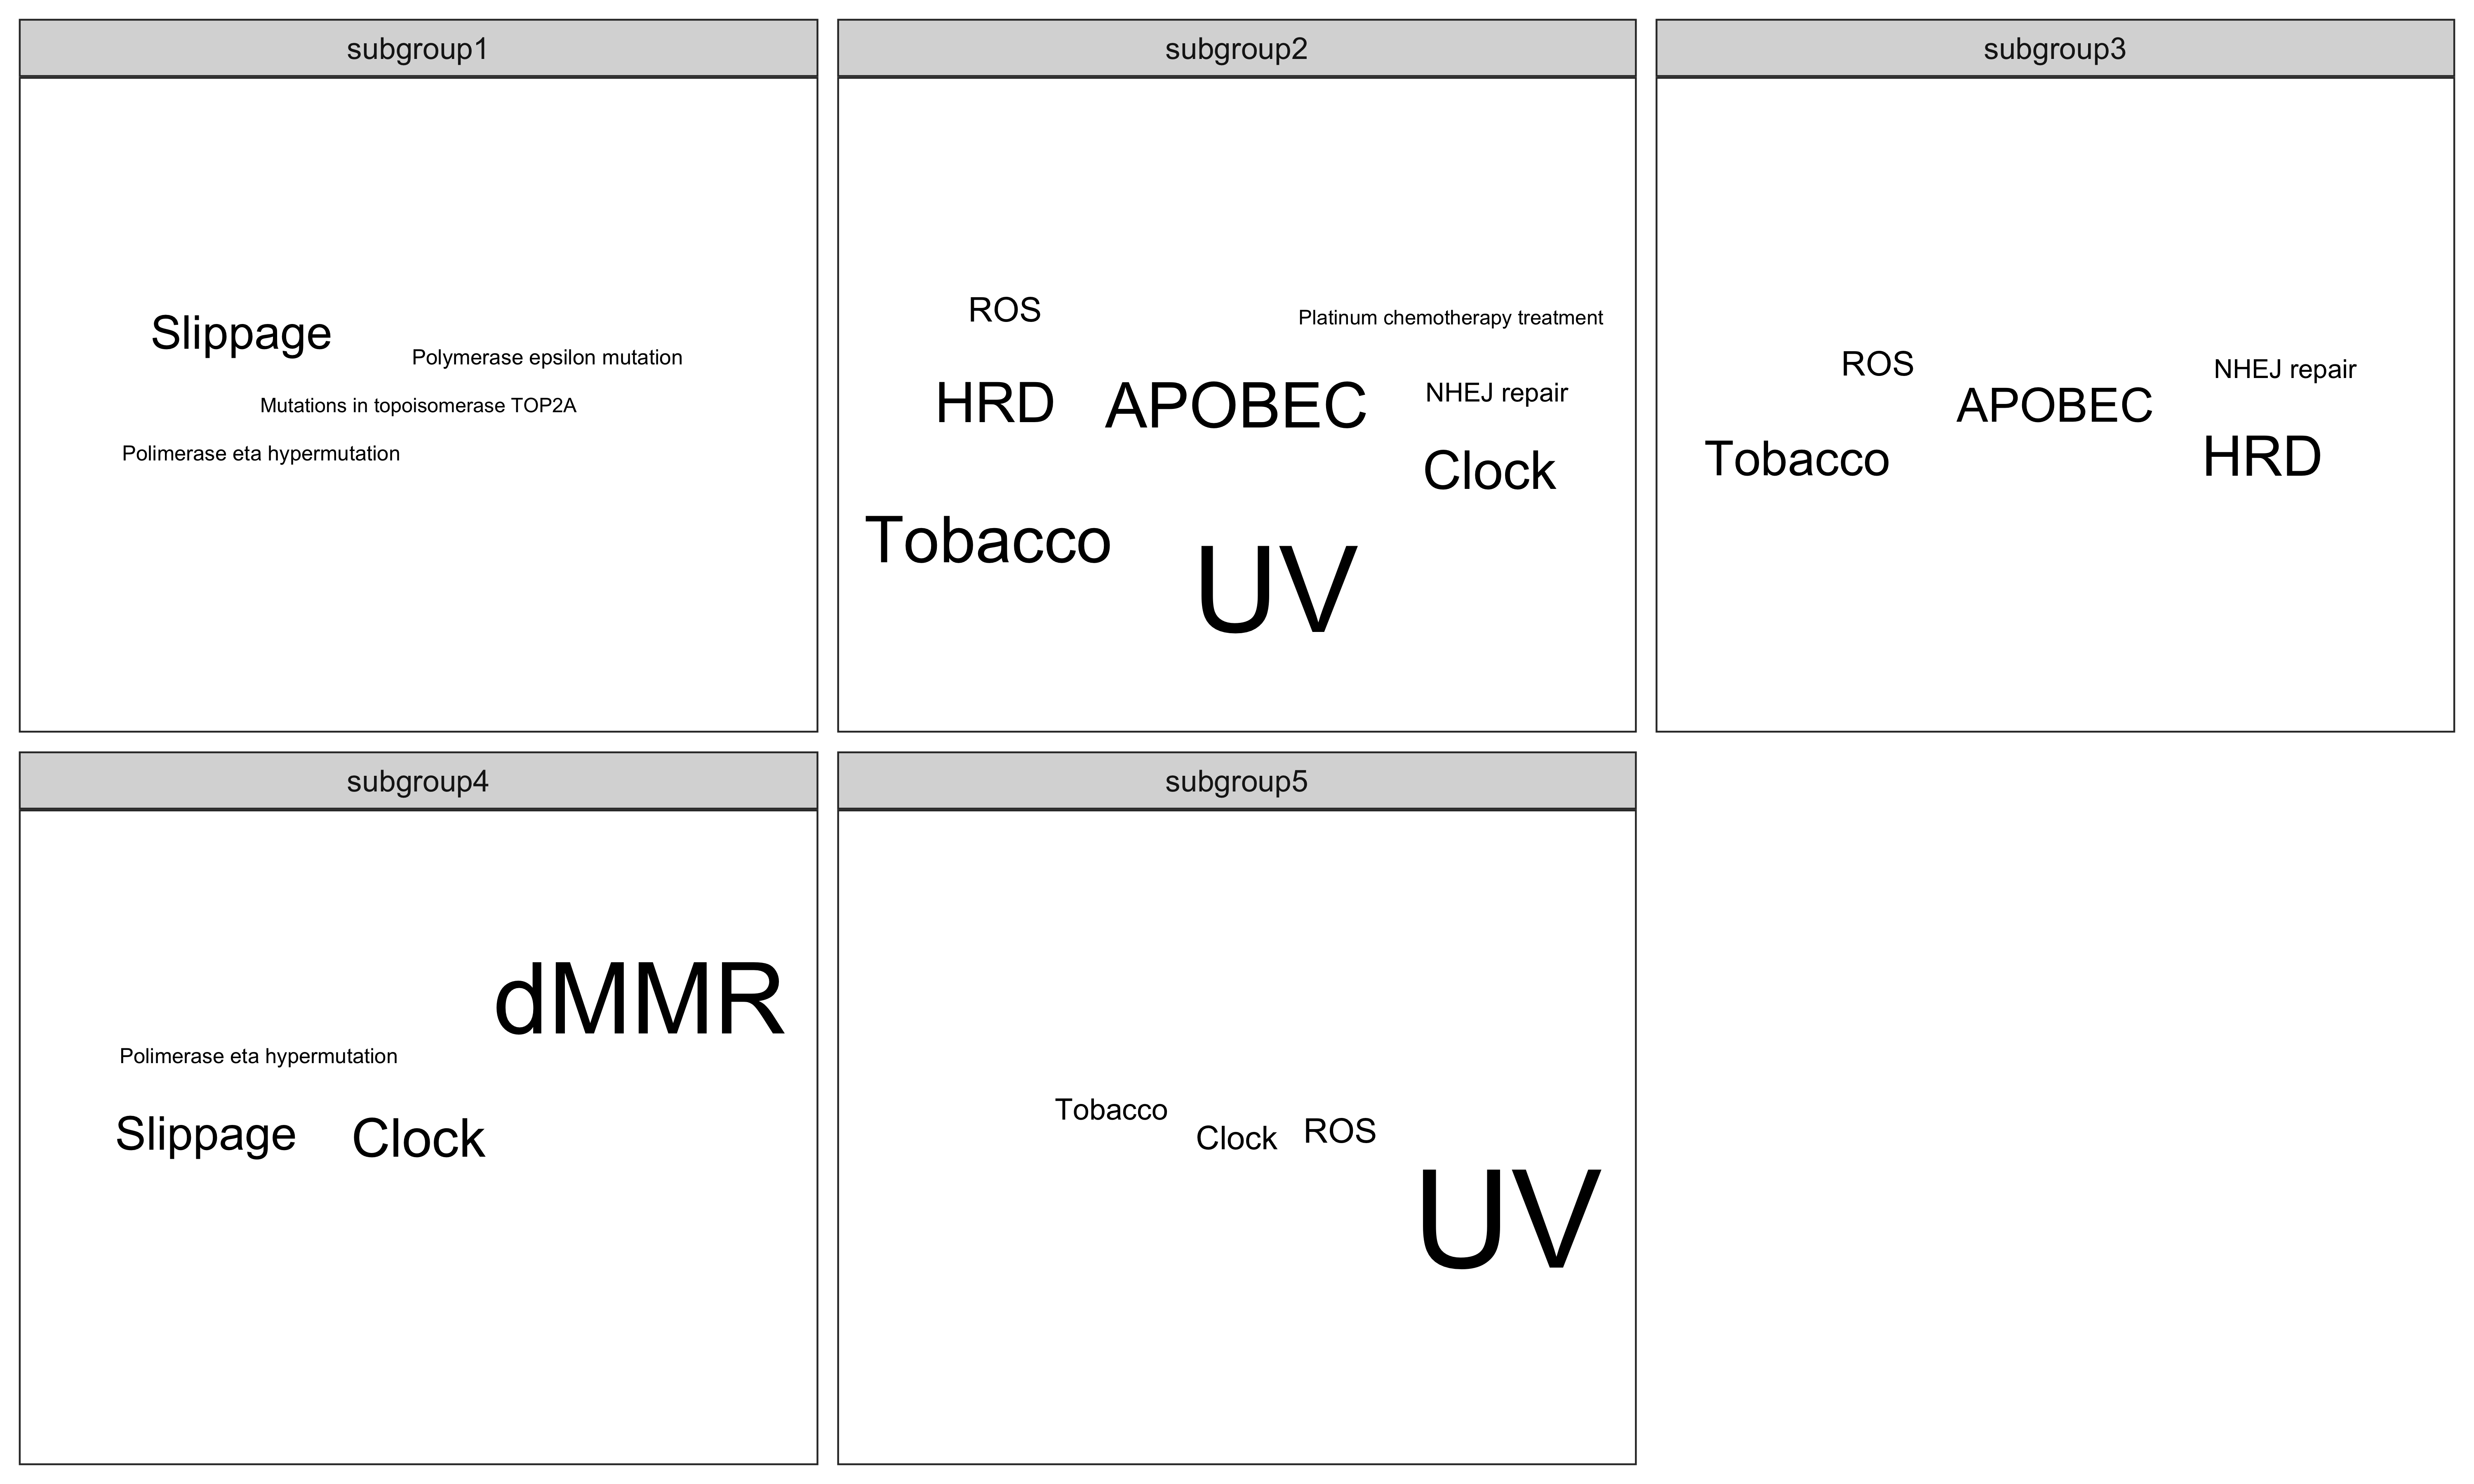 subgroup1
Slippage
Polymerase epsilon mutation
Mutations in topoisomerase TOP2A
Polimerase eta hypermutation
subgroup2
ROS
Platinum chemotherapy treatment
HRD
APOBEC
NHEJ repair
Clock
Tobacco
UV
subgroup3
ROS
NHEJ repair
APOBEC
Tobacco
HRD
subgroup4
dMMR
Polimerase eta hypermutation
Slippage
Clock
subgroup5
Tobacco
Clock
ROS
UV